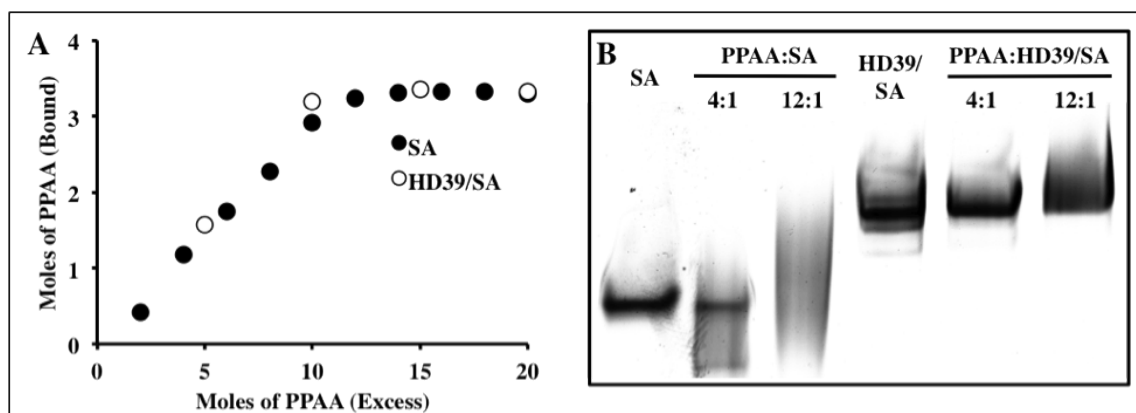 A
4
3
2
1
0
0 5 10 15 20
Moles of PPAA (Bound)
Moles of PPAA (Excess)
SA
HD39/SA
B
SA
PPAA:SA
4:1 12:1
HD39/
SA
PPAA:HD39/SA
4:1 12:1